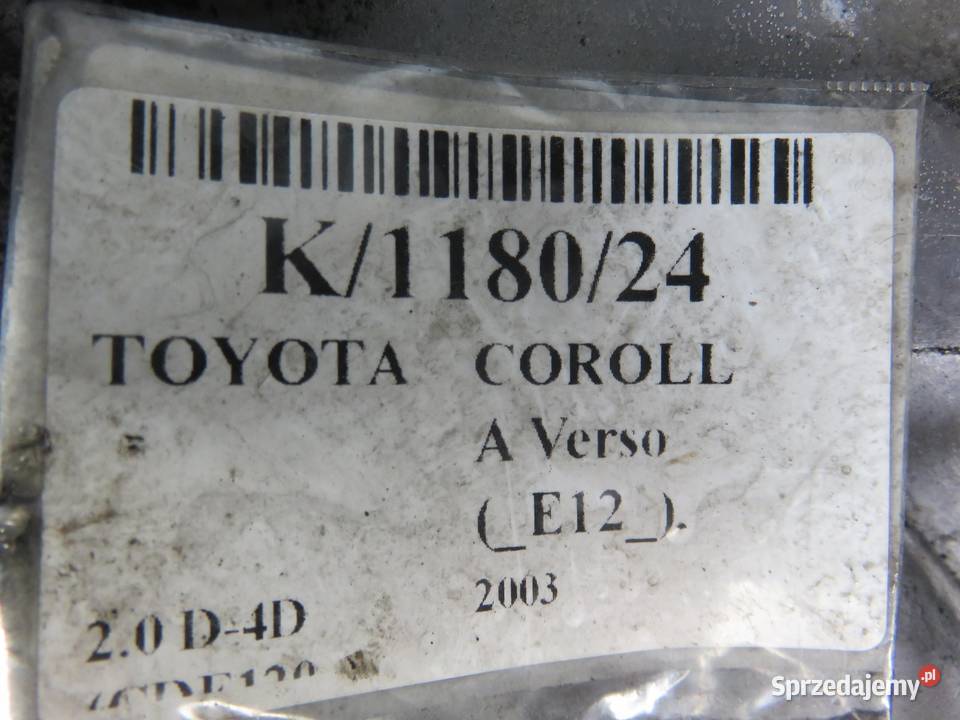 K/1180/24
TOYOTA COROLL
A Verso
(_E12_).
2003
2.0 D-4D
Sprzedajemy.pl